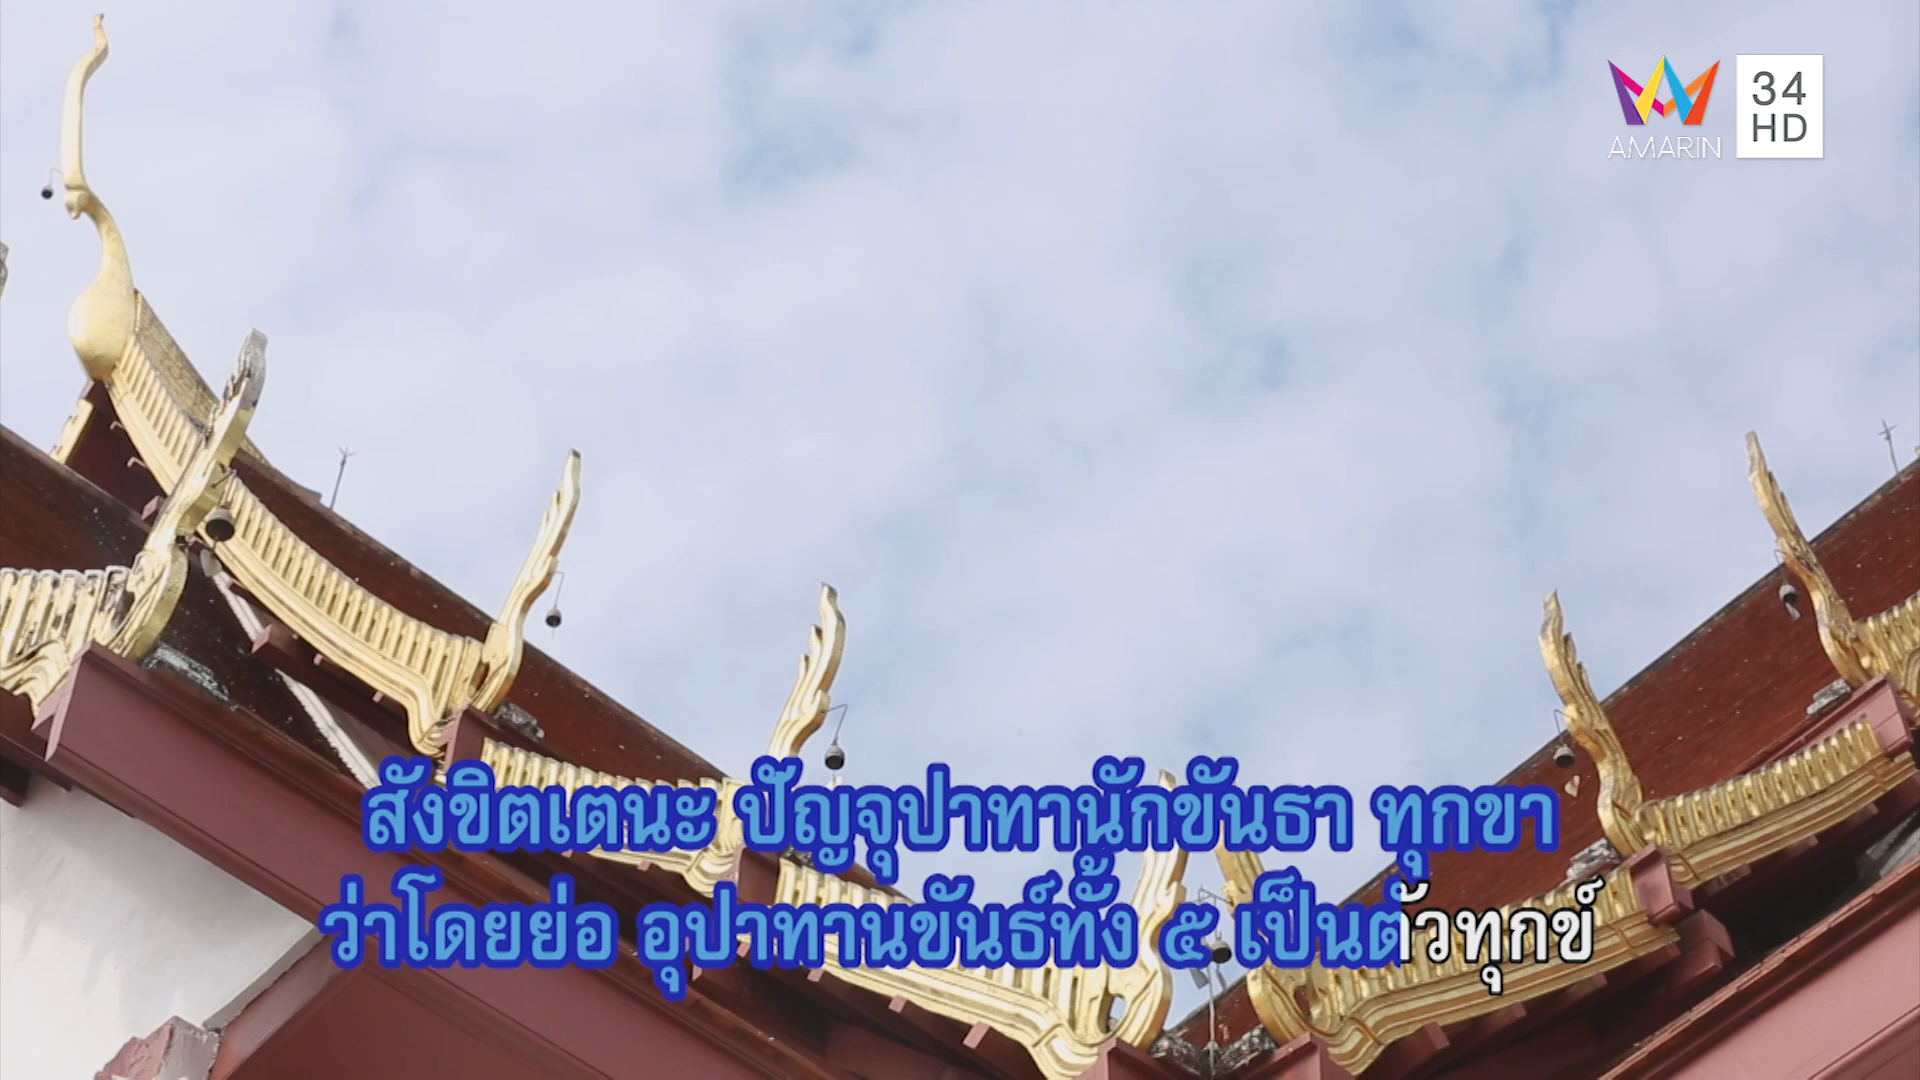 AMARIN
34
HD
สังขิตเตนะ ปัญจุปาทานักขันธา ทุกขา
ว่าโดยย่อ อุปาทานขันธ์ทั้ง ๕ เป็นตัวทุกข์